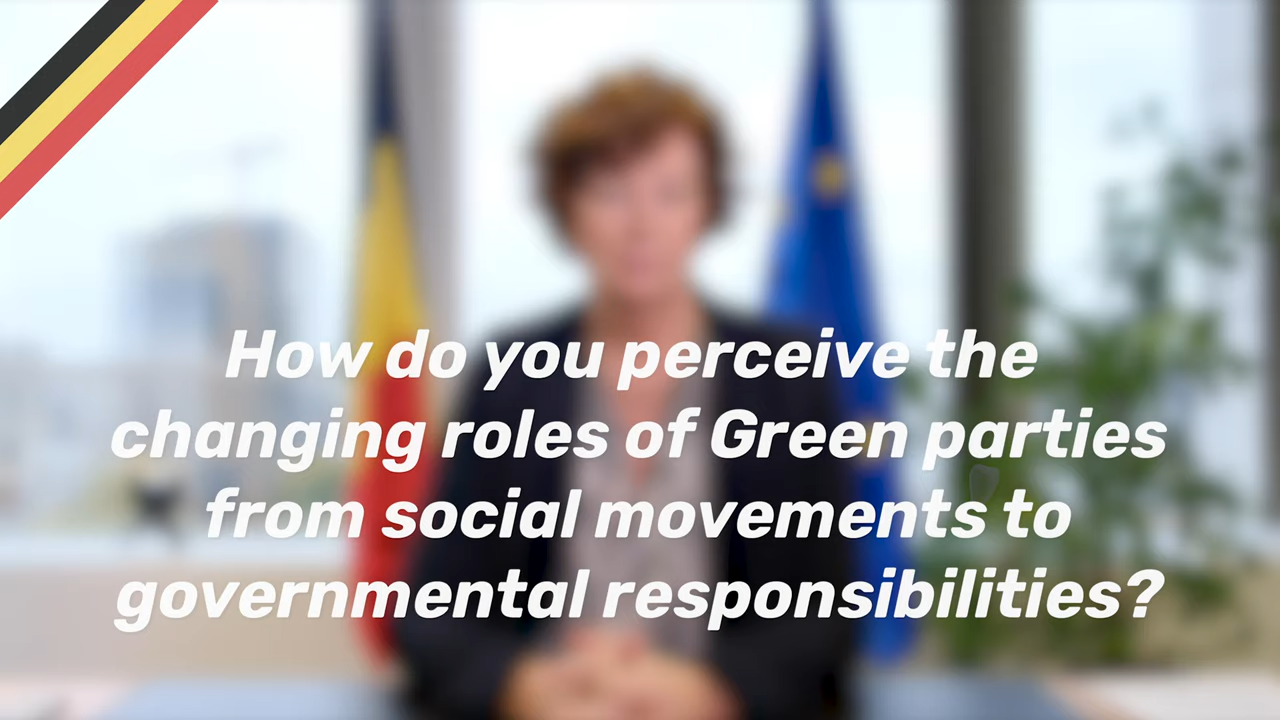 How do you perceive the
changing roles of Green parties
from social movements to
governmental responsibilities?